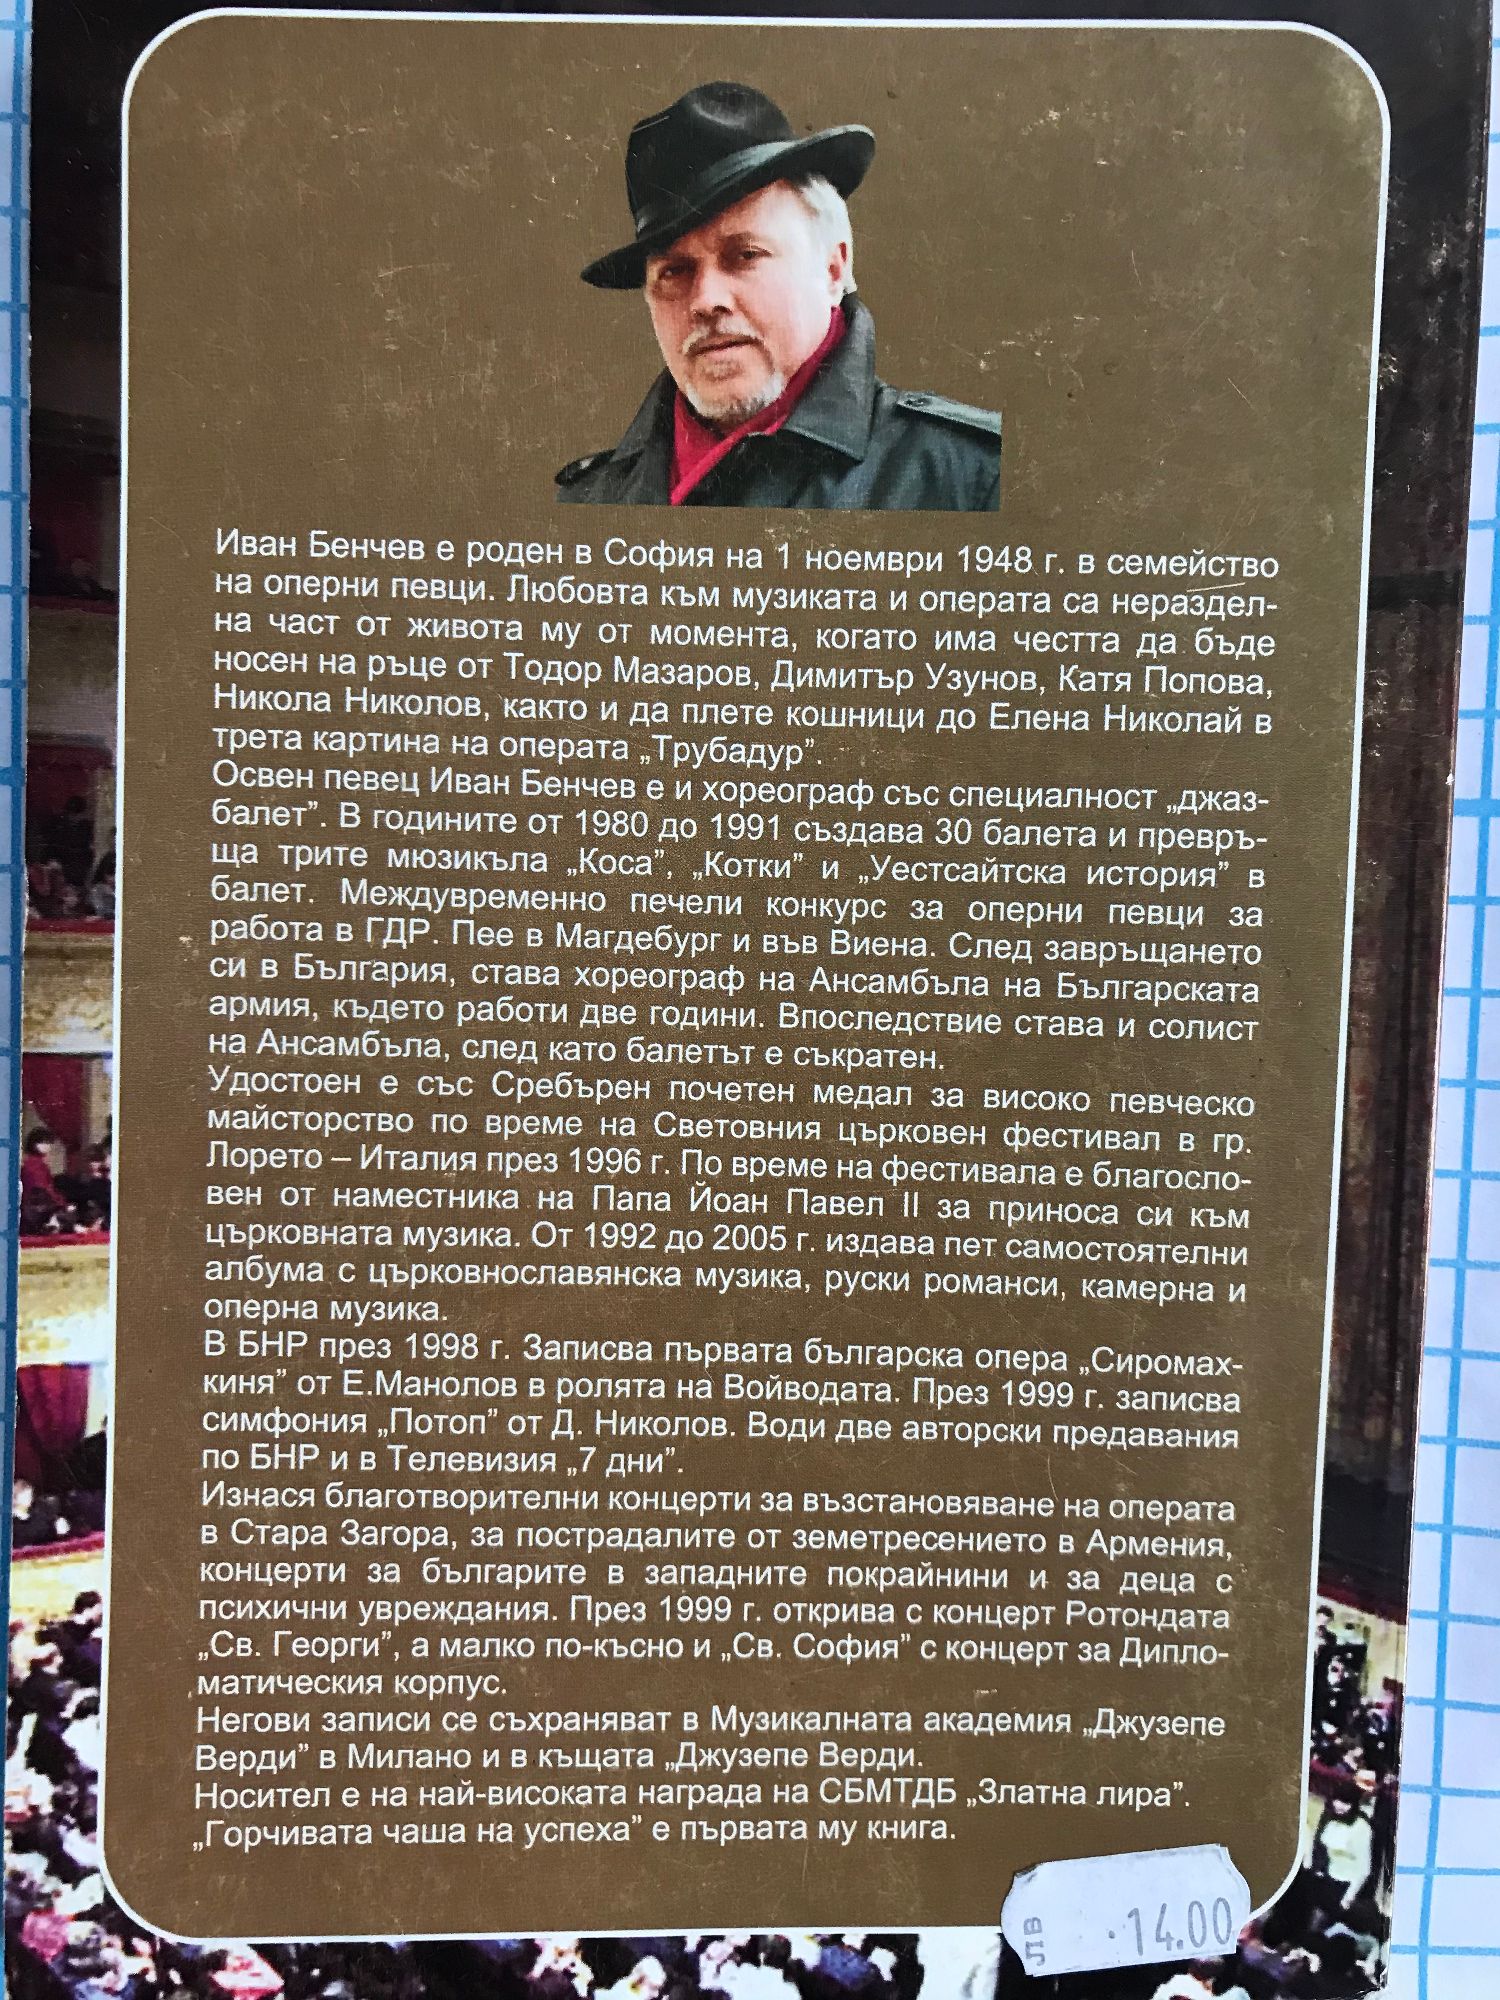 Иван Бенчев е роден в София на 1 ноември 1948 г. в семейство
на оперни певци. Любовта към музиката и операта са нераздел-
на част от живота му от момента, когато има честта да бъде
носен на ръце от Тодор Мазаров, Димитър Узунов, Катя Попова,
Никола Николов, както и да плете кошници до Елена Николай в
трета картина на операта „Трубадур”.
Освен певец Иван Бенчев е и хореограф със специалност „джаз-
балет”. В годините от 1980 до 1991 създава 30 балета и превръ-
ща трите мюзикъла „Коса”, „Котки” и „Уестсайтска история” в
балет. Междувременно печели конкурс за оперни певци за
работа в ГДР. Пее в Магдебург и във Виена. След завръщането
си в България, става хореограф на Ансамбъла на Българската
армия, където работи две години. Впоследствие става и солист
на Ансамбъла, след като балетът е съкратен.
Удостоен е със Сребърен почетен медал за високо певческо
майсторство по време на Световния църковен фестивал в гр.
Лорето – Италия през 1996 г. По време на фестивала е благосло-
вен от наместника на Папа Йоан Павел II за приноса си към
църковната музика. От 1992 до 2005 г. издава пет самостоятелни
албума с църковнославянска музика, руски романси, камерна и
оперна музика.
В БНР през 1998 г. Записва първата българска опера „Сиромах-
киня” от Е.Манолов в ролята на Войводата. През 1999 г. записва
симфония „Потоп” от Д. Николов. Води две авторски предавания
по БНР и в Телевизия „7 дни”.
Изнася благотворителни концерти за възстановяване на операта
в Стара Загора, за пострадалите от земетресението в Армения,
концерти за българите в западните покрайнини и за деца с
психични увреждания. През 1999 г. открива с концерт Ротондата
„Св. Георги”, а малко по-късно и „Св. София” с концерт за Дипло-
матическия корпус.
Негови записи се съхраняват в Музикалната академия „Джузепе
Верди” в Милано и в къщата „Джузепе Верди.
Носител е на най-високата награда на СБМТДБ „Златна лира”.
„Горчивата чаша на успеха” е първата му книга.
ЛВ
14.00